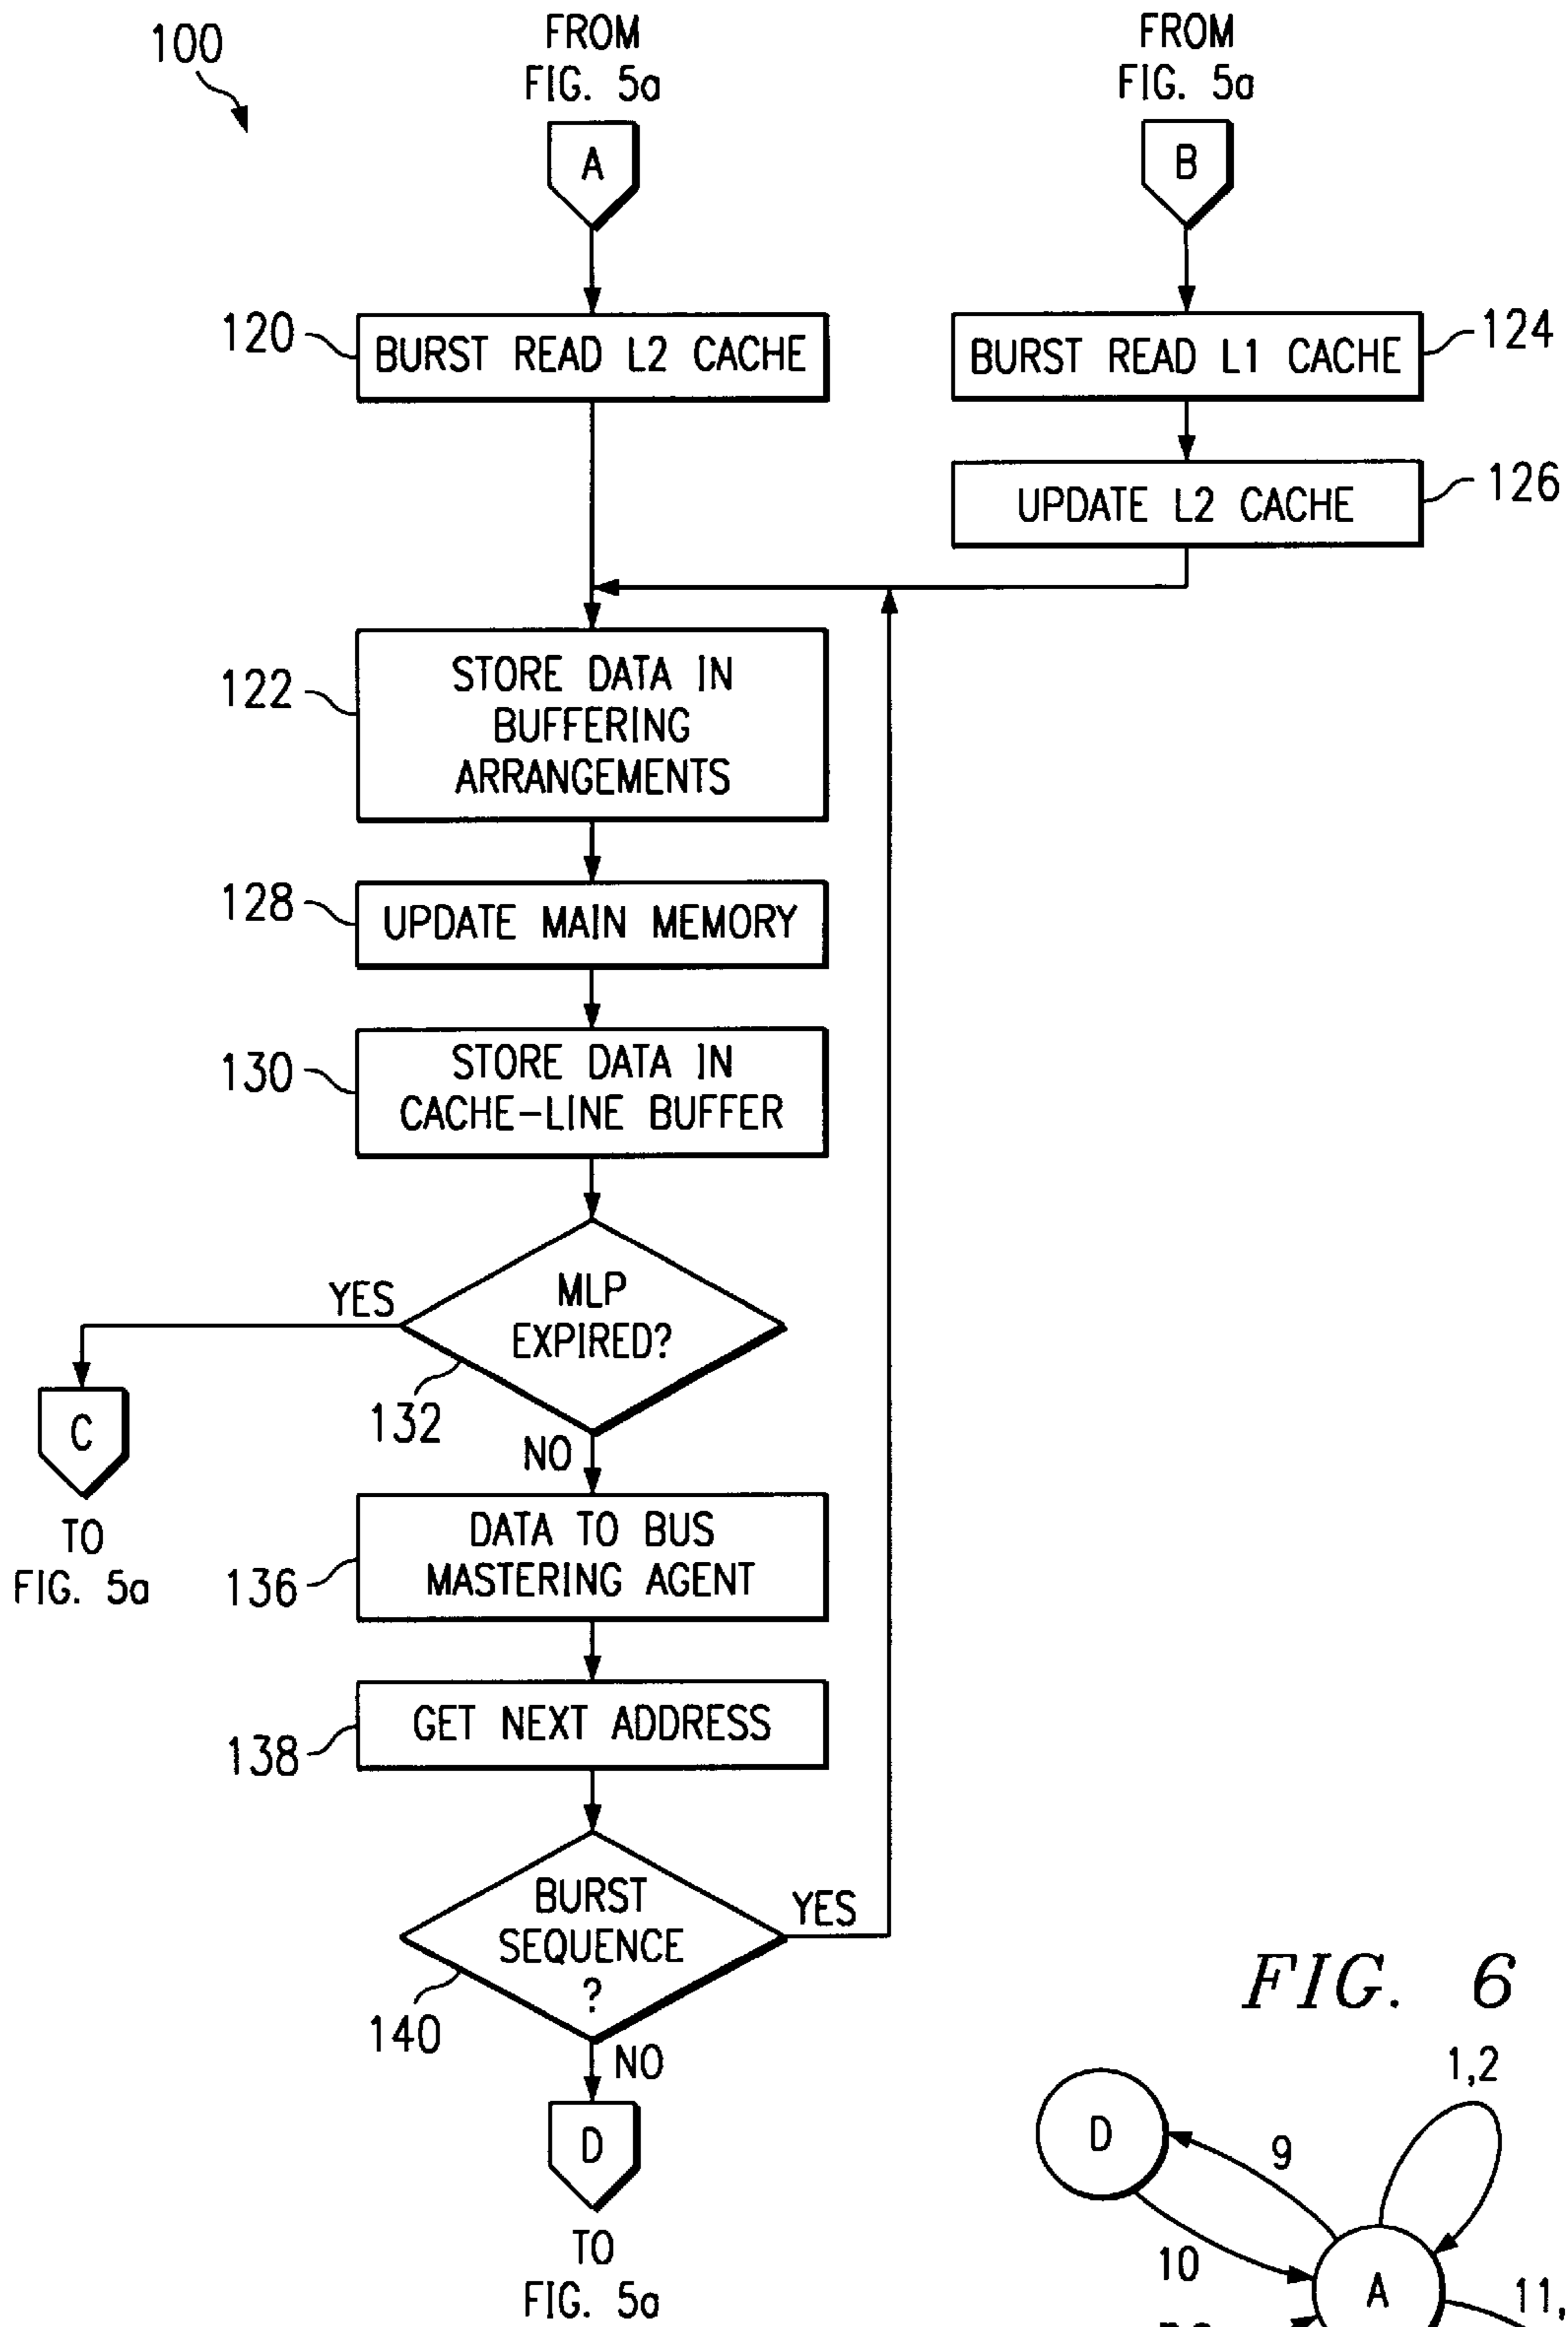 100
FROM
FIG. 5a
A
FROM
FIG. 5a
B
120
BURST READ L2 CACHE
BURST READ L1 CACHE
124
UPDATE L2 CACHE
126
122
STORE DATA IN
BUFFERING
ARRANGEMENTS
128
UPDATE MAIN MEMORY
130
STORE DATA IN
CACHE-LINE BUFFER
YES
MLP
EXPIRED?
132
C
TO
FIG. 5a
NO
DATA TO BUS
MASTERING AGENT
136
GET NEXT ADDRESS
138
BURST
SEQUENCE
?
YES
140
NO
D
TO
FIG. 5a
FIG. 6
1,2
D
9
10
A
11,